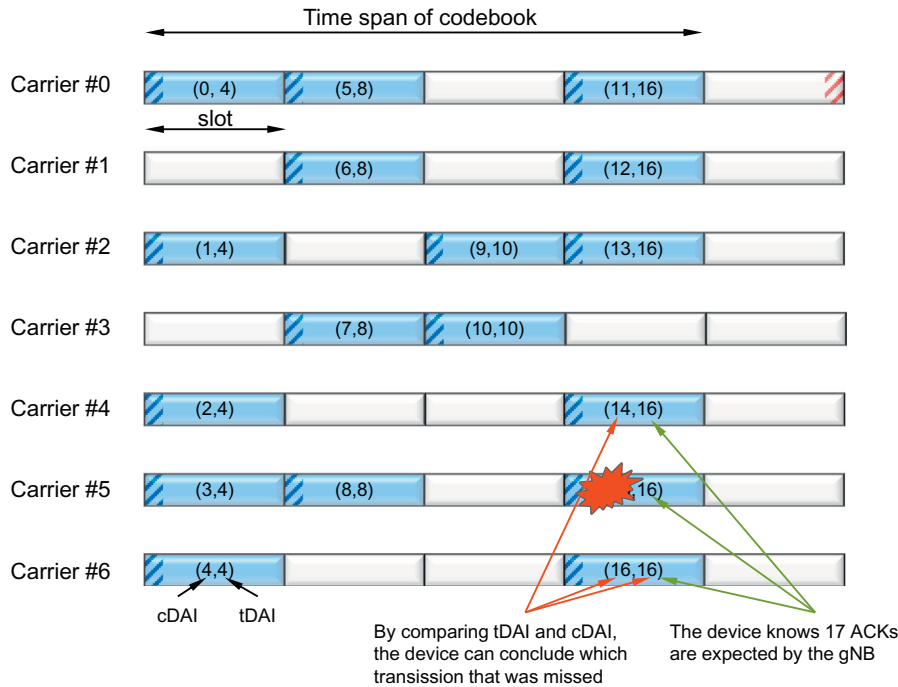 Time span of codebook
Carrier #0 (0, 4) (5,8) (11,16)
slot
Carrier #1 (6,8) (12,16)
Carrier #2 (1,4) (9,10) (13,16)
Carrier #3 (7,8) (10,10)
Carrier #4 (2,4) (14,16)
Carrier #5 (3,4) (8,8) ,16)
Carrier #6 (4,4) (16,16)
cDAI tDAI
By comparing tDAI and cDAI,
the device can conclude which
transission that was missed
The device knows 17 ACKs
are expected by the gNB